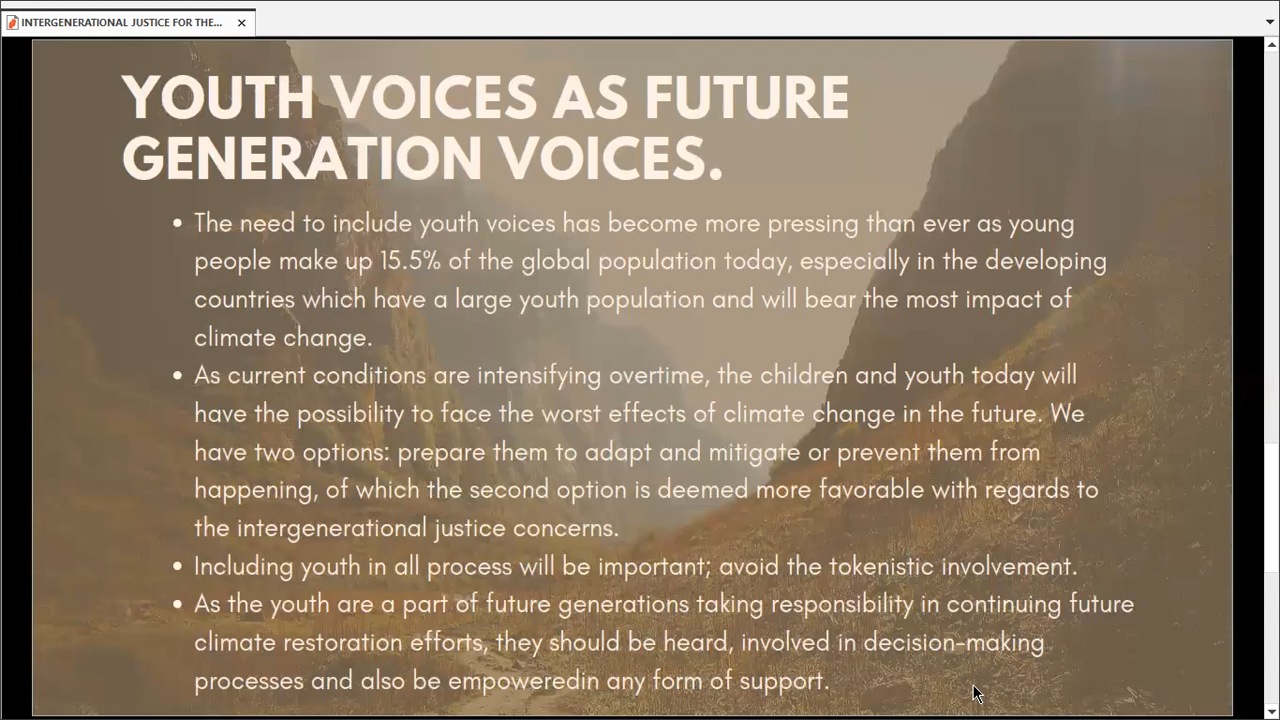 INTERGENERATIONAL JUSTICE FOR THE...
YOUTH VOICES AS FUTURE
GENERATION VOICES.
• The need to include youth voices has become more pressing than ever as young
people make up 15.5% of the global population today, especially in the developing
countries which have a large youth population and will bear the most impact of
climate change.
• As current conditions are intensifying overtime, the children and youth today will
have the possibility to face the worst effects of climate change in the future. We
have two options: prepare them to adapt and mitigate or prevent them from
happening, of which the second option is deemed more favorable with regards to
the intergenerational justice concerns.
• Including youth in all process will be important; avoid the tokenistic involvement.
• As the youth are a part of future generations taking responsibility in continuing future
climate restoration efforts, they should be heard, involved in decision-making
processes and also be empoweredin any form of support.